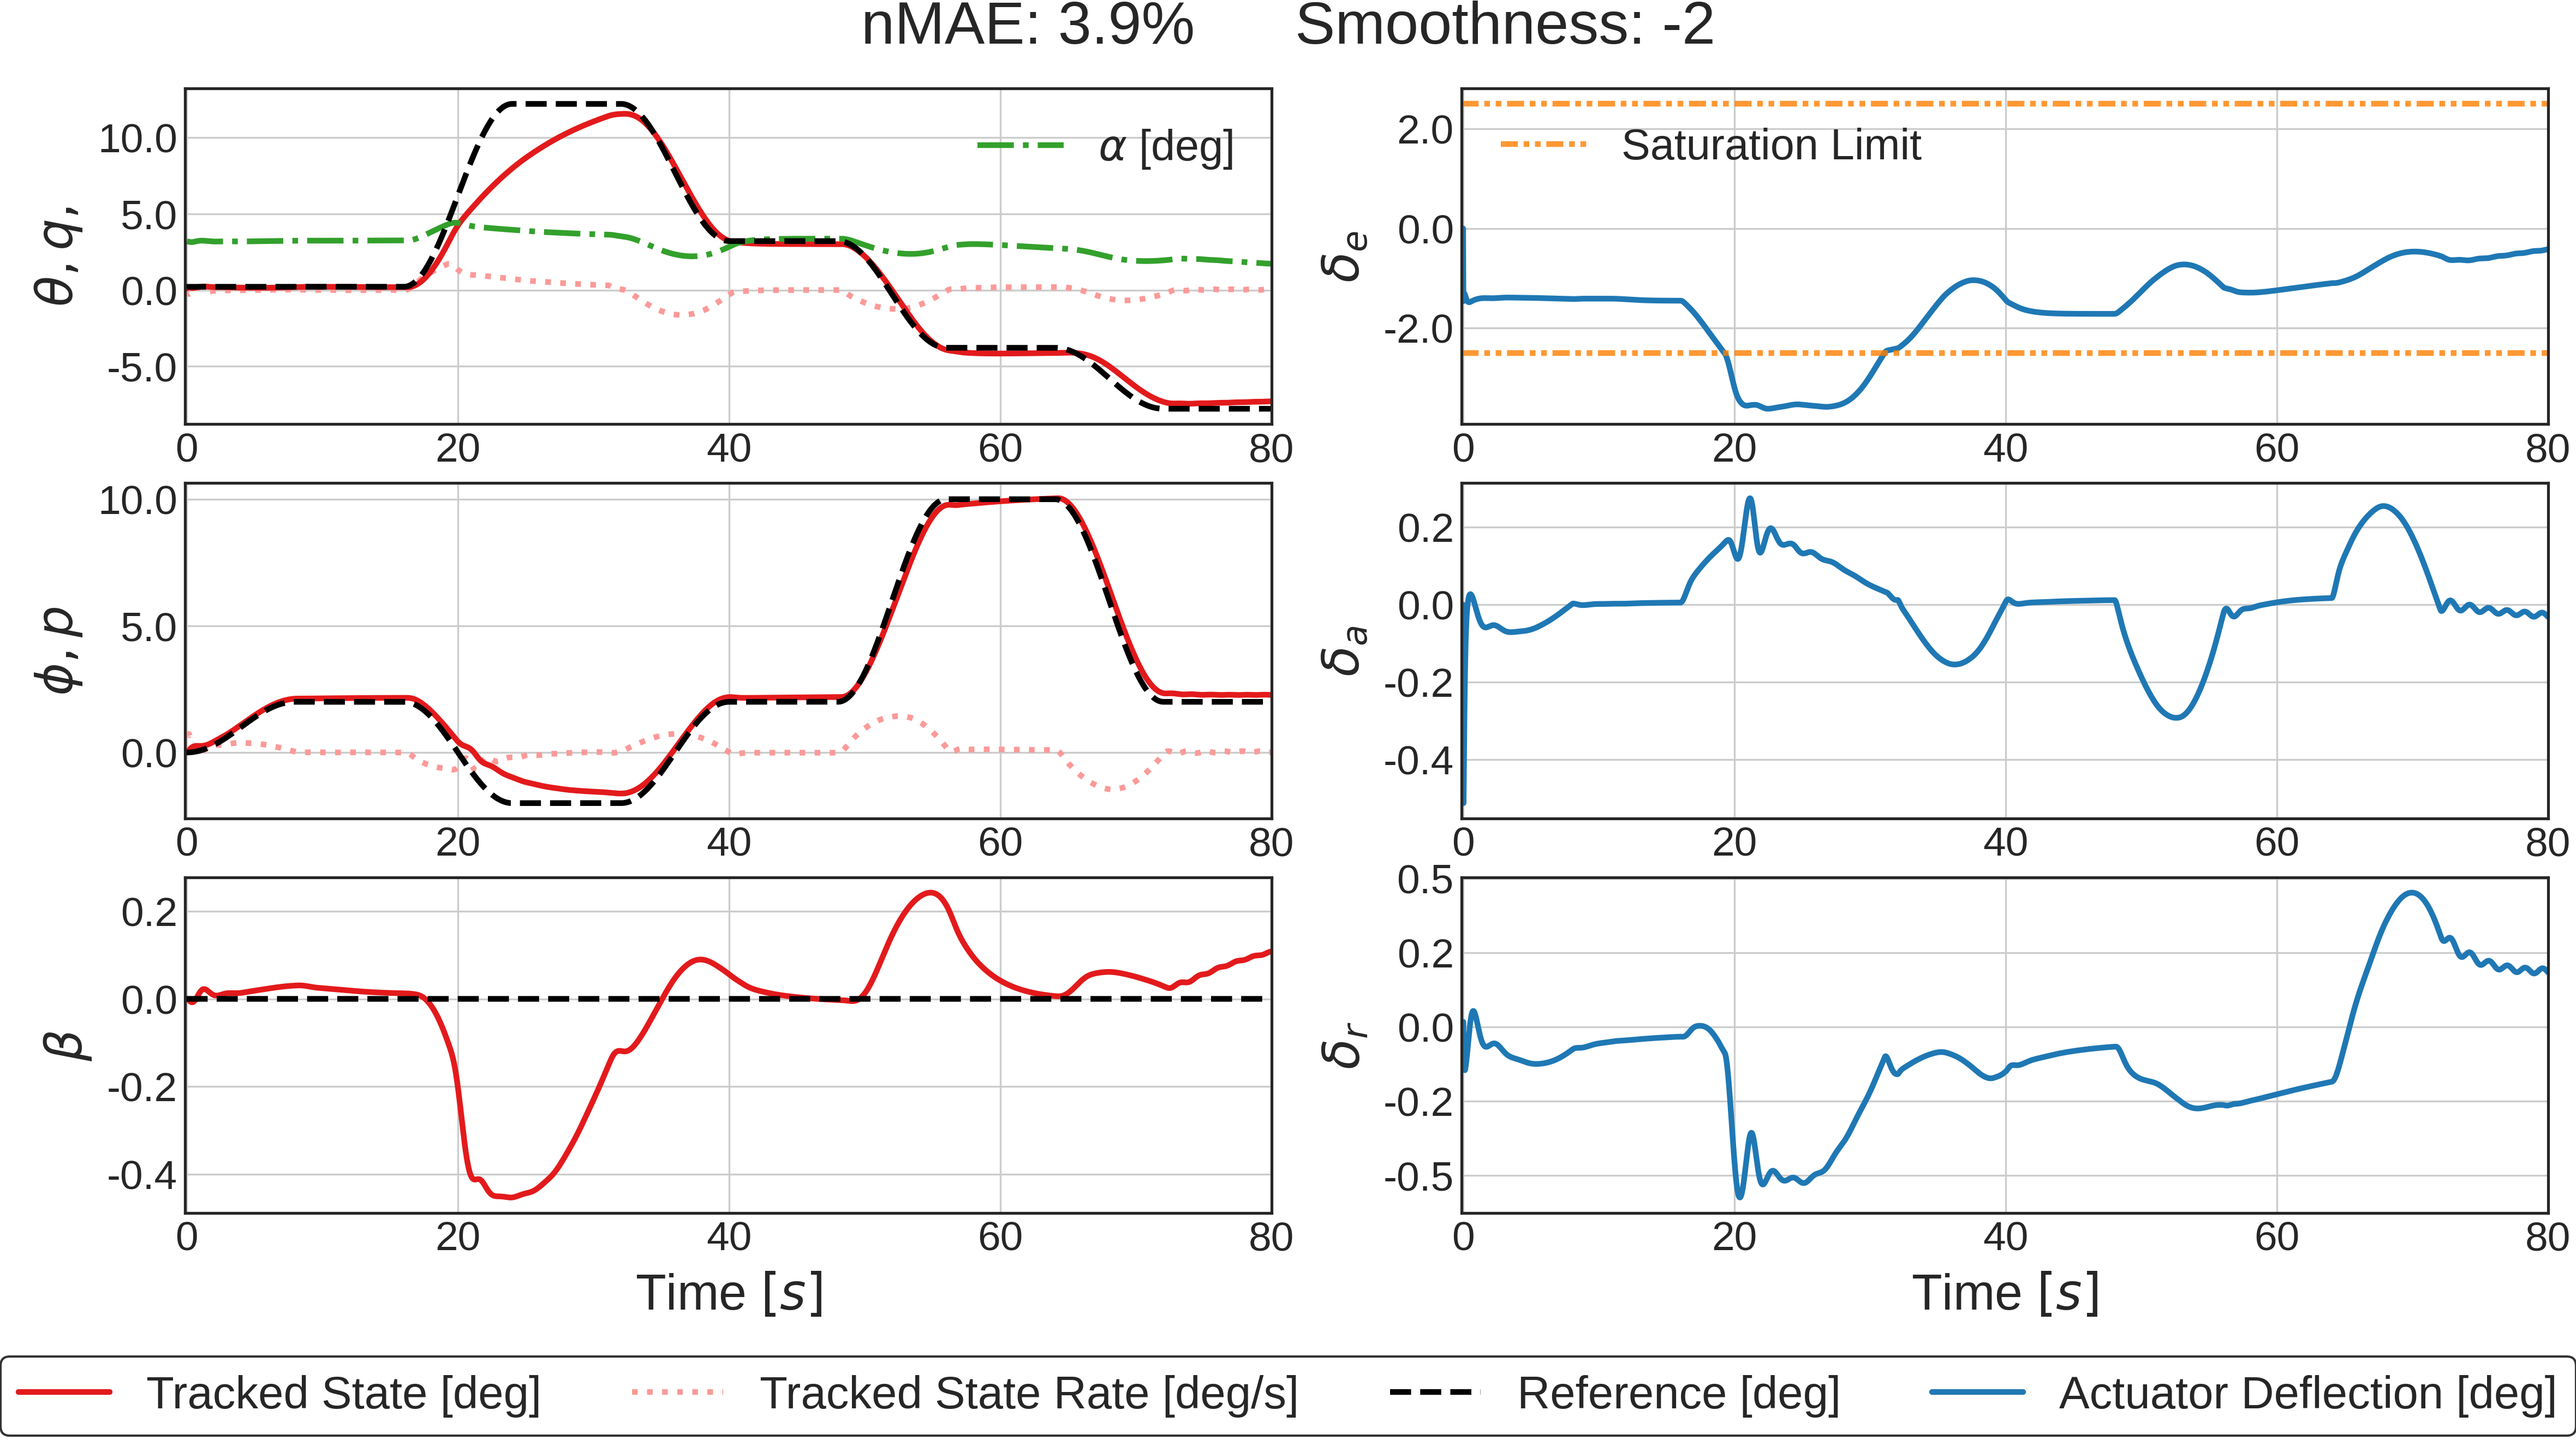 nMAE: 3.9% Smoothness: -2
θ, q,
10.0
5.0
0.0
-5.0
α [deg]
0 20 40 60 80
δe
2.0
0.0
-2.0
Saturation Limit
0 20 40 60 80
ϕ, p
10.0
5.0
0.0
0 20 40 60 80
δa
0.2
0.0
-0.2
-0.4
0 20 40 60 80
β
0.2
0.0
-0.2
-0.4
0 20 40 60 80
Time [s]
δr
0.5
0.2
0.0
-0.2
-0.5
0 20 40 60 80
Time [s]
Tracked State [deg] Tracked State Rate [deg/s] Reference [deg] Actuator Deflection [deg]